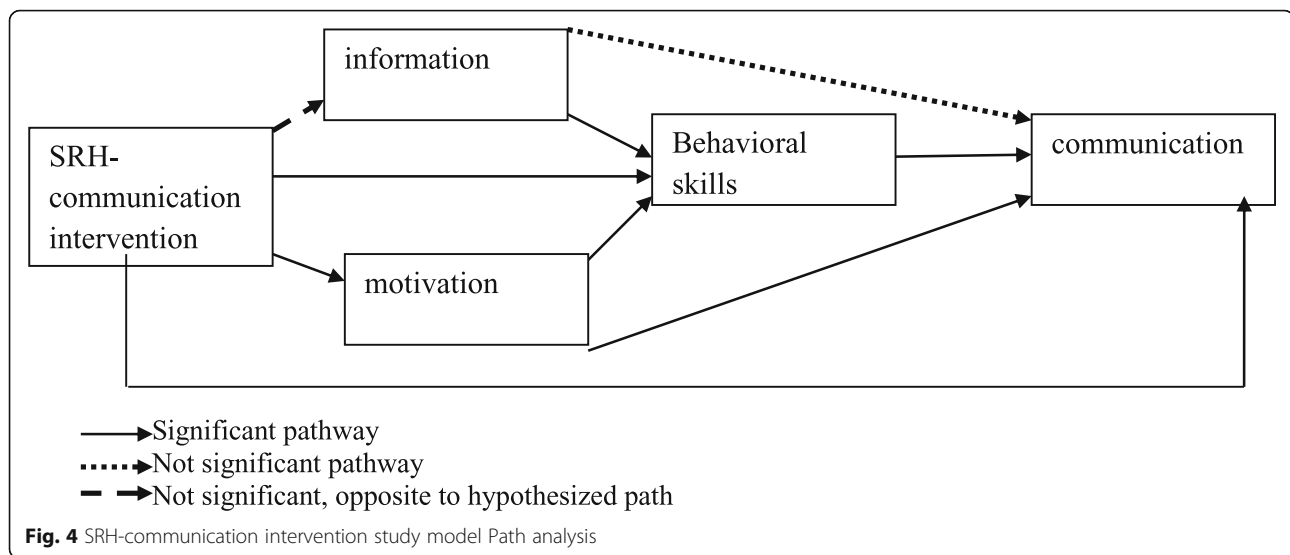 information
SRH-
communication
intervention
Behavioral
skills
communication
motivation
Significant pathway
Not significant pathway
Not significant, opposite to hypothesized path
Fig. 4 SRH-communication intervention study model Path analysis